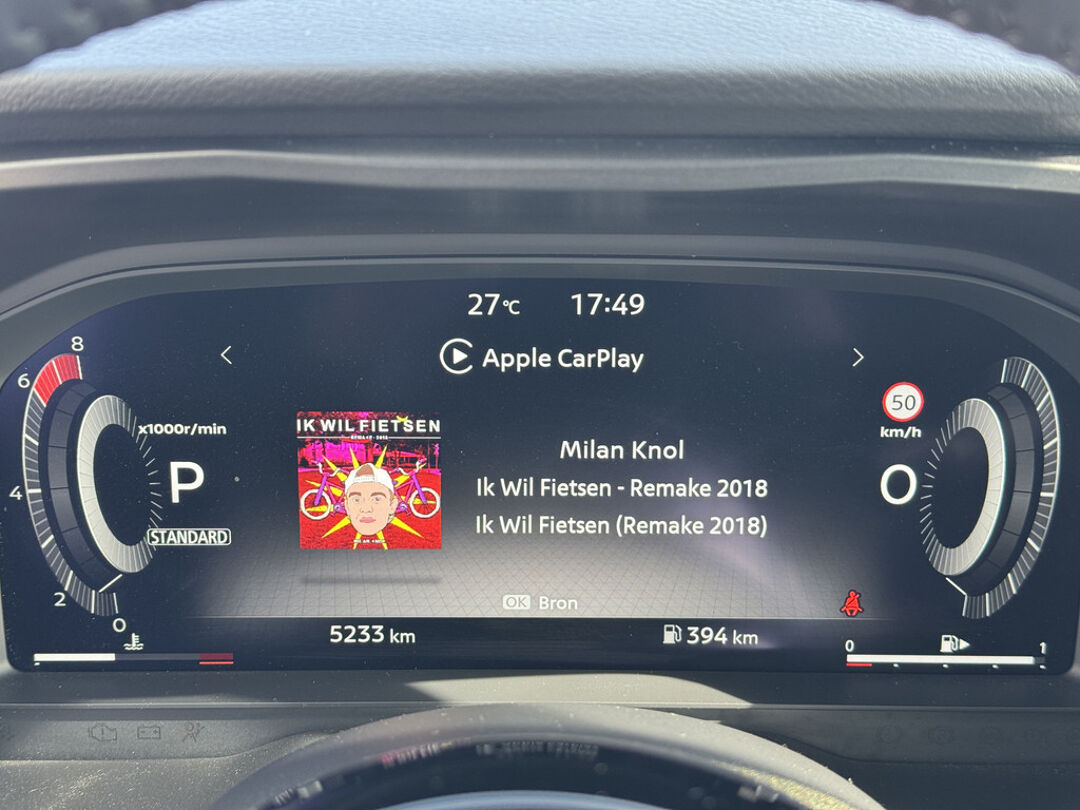 27°C 17:49
Apple CarPlay
8
6
x1000r/min
4
P
STANDARD
2
0
IK WIL FIETSEN
Milan Knol
Ik Wil Fietsen - Remake 2018
Ik Wil Fietsen (Remake 2018)
50
km/h
0
OK Bron
5233 km
394 km
0
1